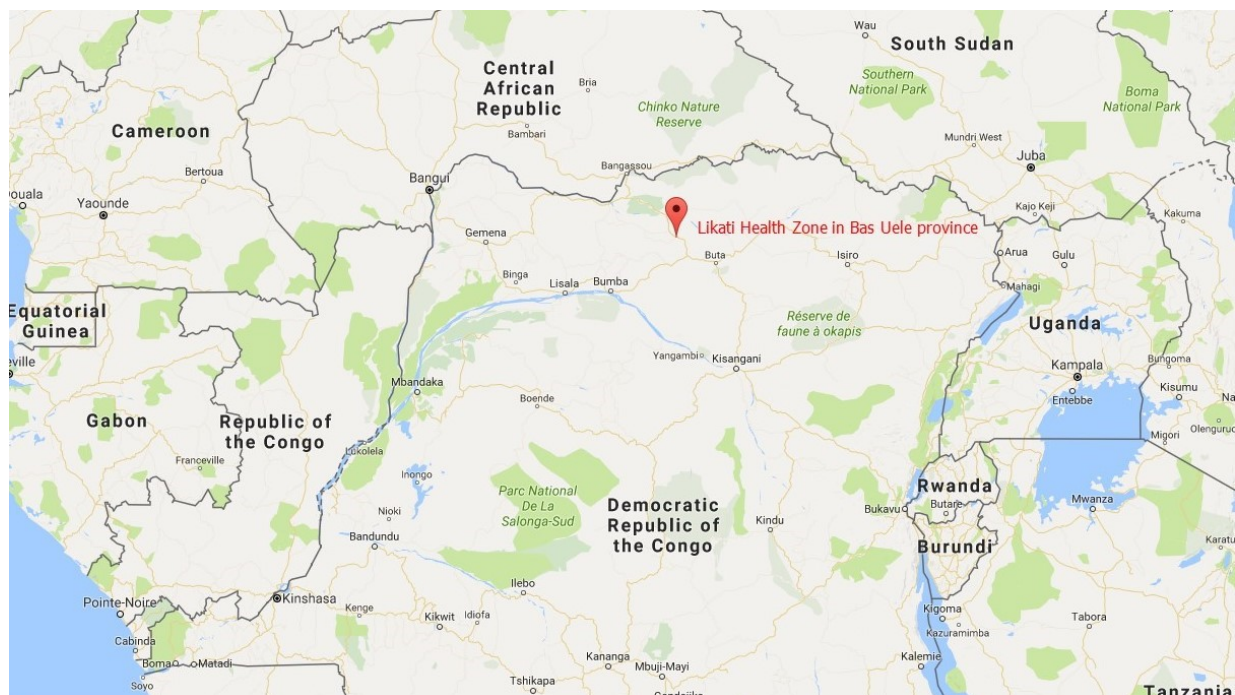 Wau
SOUTH SUDAN
Central
African
Republic
Bria
Southern
National Park
Boma
National Park
Chinko Nature
Reserve
Cameroon
Bambari
Mundri West
Juba
Bertoua
Bangassou
Bangui
Douala
Yaounde
Kajo Keji
Kakuma
Likati Health Zone in Bas Uele province
Gemena
Buta
Isiro
Arua
Gulu
Binga
Lisala
Bumba
Mahagi
Equatorial
Guinea
Réserve de
faune à okapis
Uganda
Yangambi
Kisangani
Bungoma
eville
Kampala
Mbandaka
Entebbe
Kisumu
Na
Boende
Gabon
Republic of
the Congo
Olenguruo
Migori
Lukolela
Franceville
Inongo
Rwanda
Parc National
De La
Salonga-Sud
Democratic
Republic of
the Congo
Nioki
Bukavu
Butare
Mwanza
Kindu
Bandundu
Burundi
Karatu
Ilebo
Pointe-Noire
Kinshasa
Kenge
Idiofa
Kikwit
Kigoma
Kazuramimba
Tabora
Cabinda
Boma
Matadi
Kananga
Mbuji-Mayi
Kalemie
Soyo
Tshikapa
Tanzania